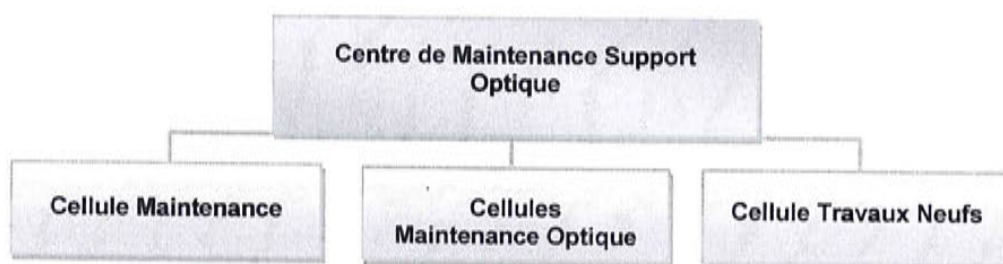 Centre de Maintenance Support
Optique
Cellule Maintenance
Cellules
Maintenance Optique
Cellule Travaux Neufs